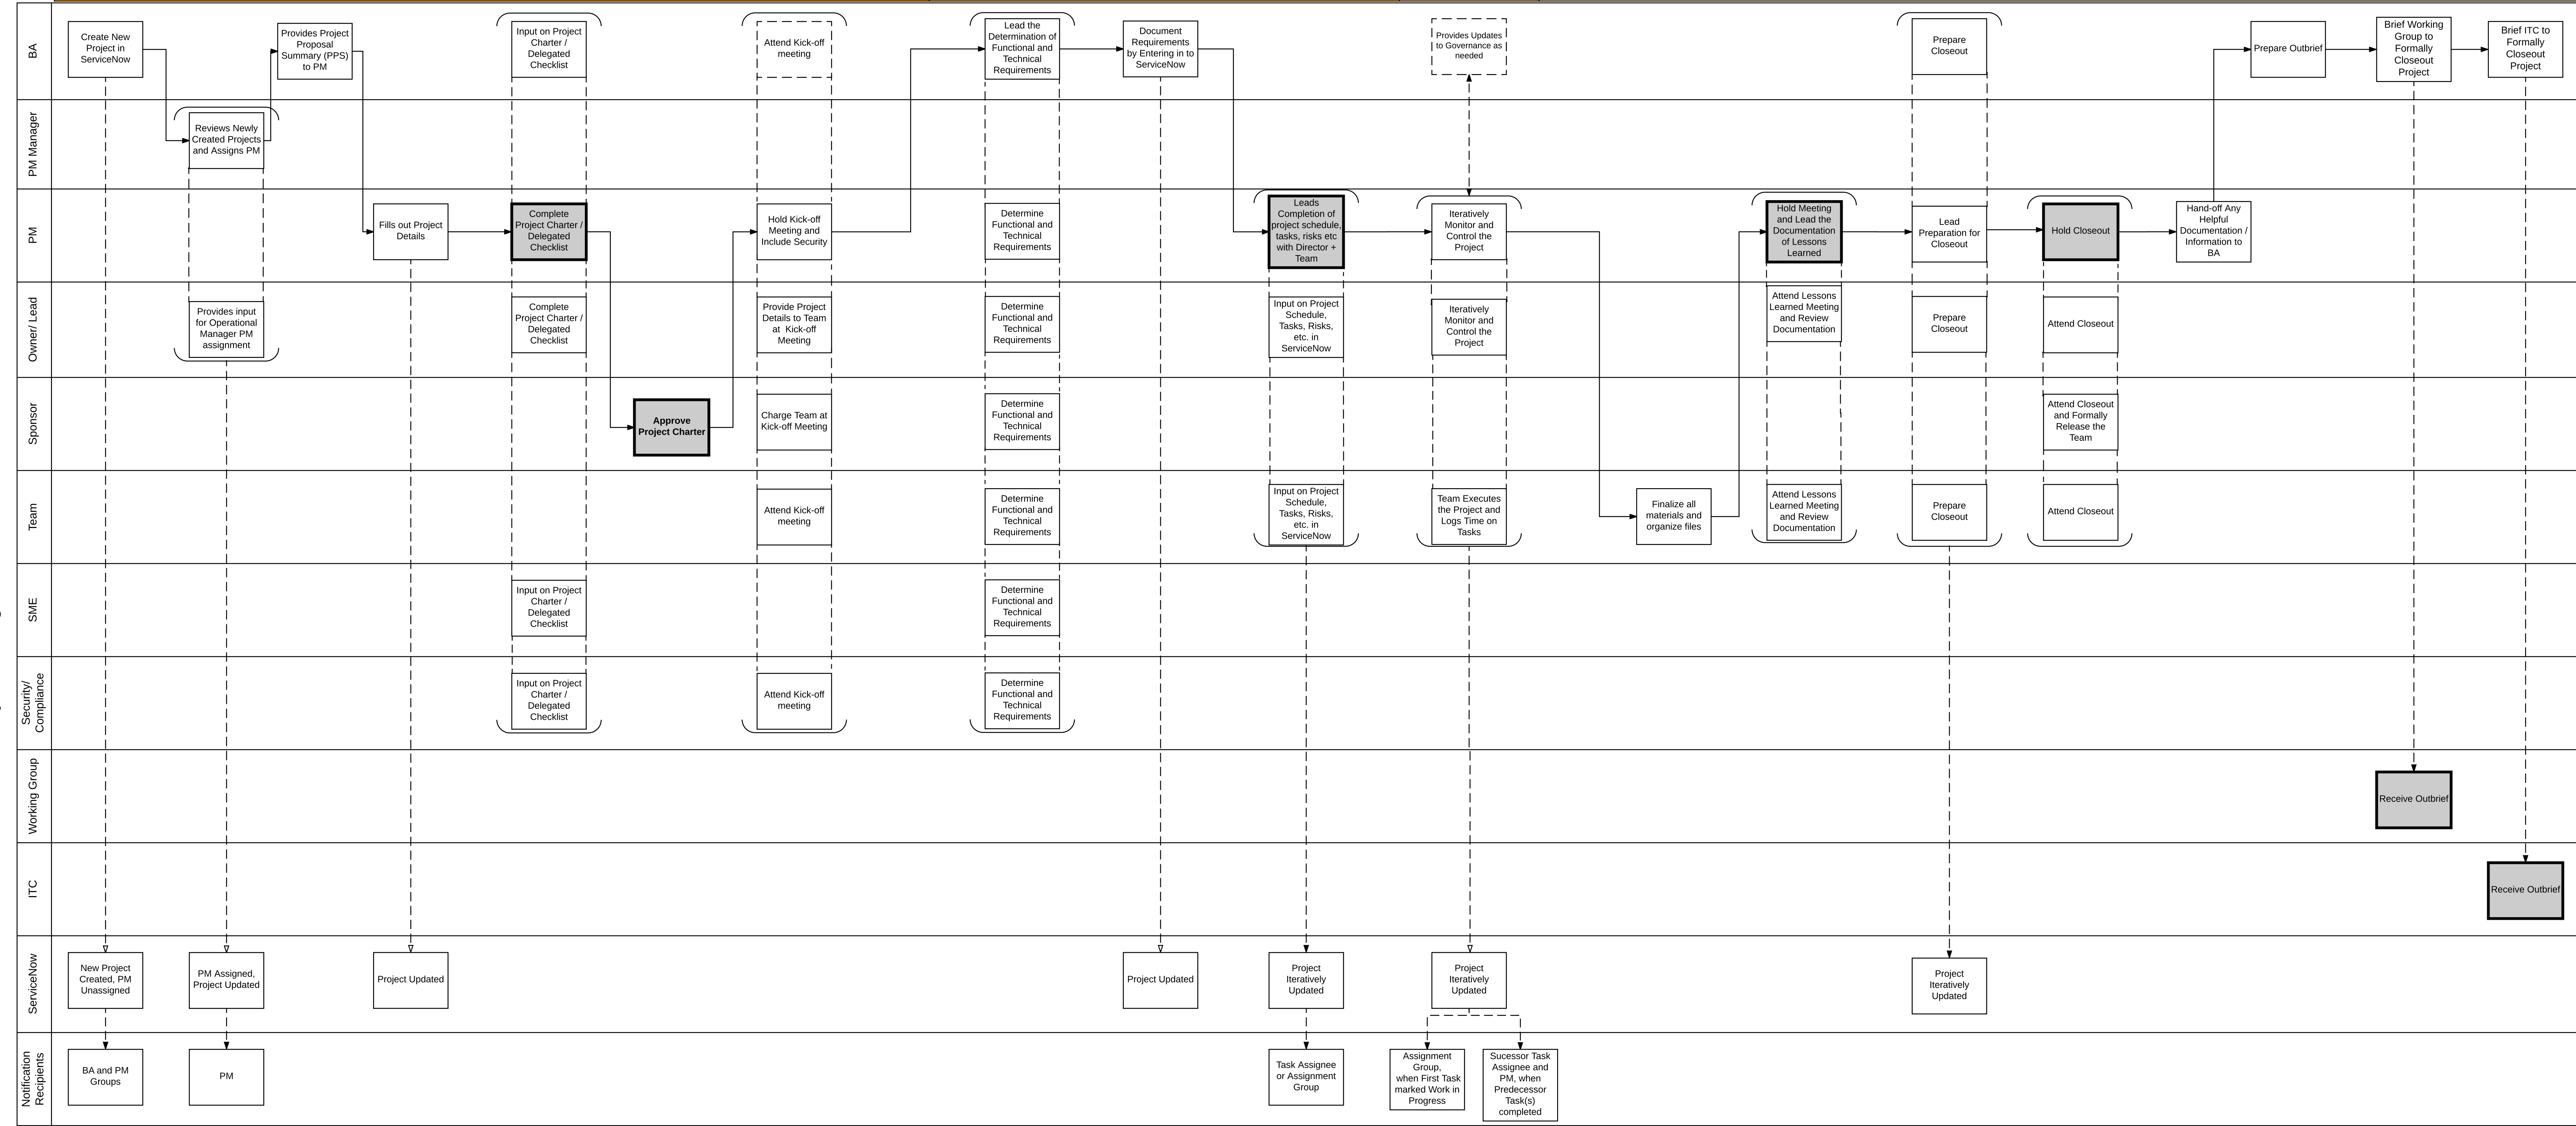 BA
Create New
Project in
ServiceNow
Provides Project
Proposal
Summary (PPS)
to PM
Input on Project
Charter /
Delegated
Checklist
Attend Kick-off
meeting
Lead the
Determination of
Functional and
Technical
Requirements
Document
Requirements
by Entering in to
ServiceNow
Provides Updates
to Governance as
needed
Prepare
Closeout
Prepare Outbrief
Brief Working
Group to
Formally
Closeout
Project
Brief ITC to
Formally
Closeout
Project
PM Manager
Reviews Newly
Created Projects
and Assigns PM
PM
Fills out Project
Details
Complete
Project Charter /
Delegated
Checklist
Hold Kick-off
Meeting and
Include Security
Determine
Functional and
Technical
Requirements
Leads
Completion of
project schedule,
tasks, risks etc
with Director +
Team
Iteratively
Monitor and
Control the
Project
Hold Meeting
and Lead the
Documentation
of Lessons
Learned
Lead
Preparation for
Closeout
Hold Closeout
Hand-off Any
Helpful
Documentation /
Information to
BA
Owner/ Lead
Provides input
for Operational
Manager PM
assignment
Complete
Project Charter /
Delegated
Checklist
Provide Project
Details to Team
at Kick-off
Meeting
Determine
Functional and
Technical
Requirements
Input on Project
Schedule,
Tasks, Risks,
etc. in
ServiceNow
Iteratively
Monitor and
Control the
Project
Attend Lessons
Learned Meeting
and Review
Documentation
Prepare
Closeout
Attend Closeout
Sponsor
Approve
Project Charter
Charge Team at
Kick-off Meeting
Determine
Functional and
Technical
Requirements
Attend Closeout
and Formally
Release the
Team
Team
Attend Kick-off
meeting
Determine
Functional and
Technical
Requirements
Input on Project
Schedule,
Tasks, Risks,
etc. in
ServiceNow
Team Executes
the Project and
Logs Time on
Tasks
Finalize all
materials and
organize files
Attend Lessons
Learned Meeting
and Review
Documentation
Prepare
Closeout
Attend Closeout
SME
Input on Project
Charter /
Delegated
Checklist
Determine
Functional and
Technical
Requirements
Security/
Compliance
Input on Project
Charter /
Delegated
Checklist
Attend Kick-off
meeting
Determine
Functional and
Technical
Requirements
Working Group
Receive Outbrief
ITC
Receive Outbrief
ServiceNow
New Project
Created, PM
Unassigned
PM Assigned,
Project Updated
Project Updated
Project Updated
Project
Iteratively
Updated
Project
Iteratively
Updated
Project
Iteratively
Updated
Notification
Recipients
BA and PM
Groups
PM
Task Assignee
or Assignment
Group
Assignment
Group,
when First Task
marked Work in
Progress
Sucessor Task
Assignee and
PM, when
Predecessor
Task(s)
completed